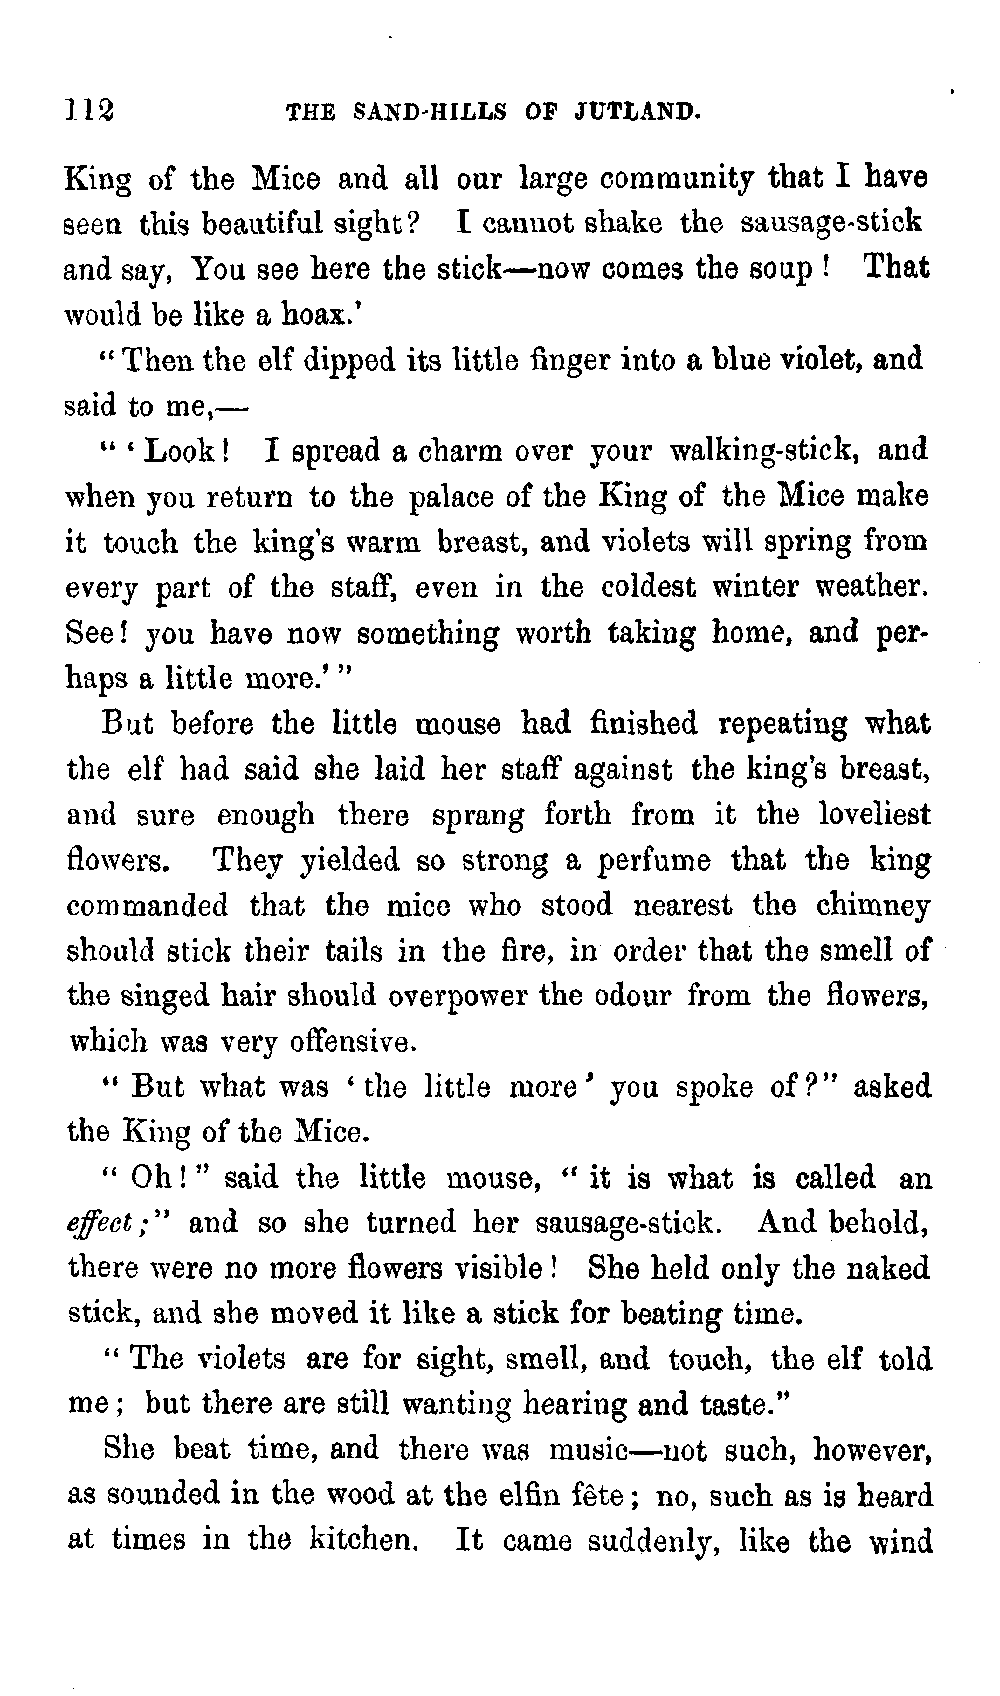 112 THE SAND-HILLS OF JUTLAND.
King of the Mice and all our large community that I have
seen this beautiful sight? I cannot shake the sausage-stick
and say, You see here the stick—now comes the soup! That
would be like a hoax.'
"Then the elf dipped its little finger into a blue violet, and
said to me,—
"'Look! I spread a charm over your walking-stick, and
when you return to the palace of the King of the Mice make
it touch the king's warm breast, and violets will spring from
every part of the staff, even in the coldest winter weather.
See! you have now something worth taking home, and per-
haps a little more.'"
But before the little mouse had finished repeating what
the elf had said she laid her staff against the king's breast,
and sure enough there sprang forth from it the loveliest
flowers. They yielded so strong a perfume that the king
commanded that the mice who stood nearest the chimney
should stick their tails in the fire, in order that the smell of
the singed hair should overpower the odour from the flowers,
which was very offensive.
"But what was 'the little more' you spoke of?" asked
the King of the Mice.
"Oh!" said the little mouse, "it is what is called an
effect;" and so she turned her sausage-stick. And behold,
there were no more flowers visible! She held only the naked
stick, and she moved it like a stick for beating time.
"The violets are for sight, smell, and touch, the elf told
me; but there are still wanting hearing and taste."
She beat time, and there was music—not such, however,
as sounded in the wood at the elfin fête; no, such as is heard
at times in the kitchen. It came suddenly, like the wind